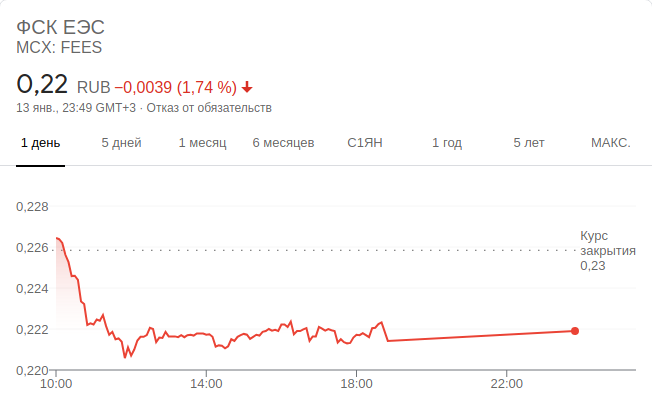 ФСК ЕЭС
MCX: FEES
0,22 RUB −0,0039 (1,74 %)
13 янв., 23:49 GMT+3 · Отказ от обязательств
1 день 5 дней 1 месяц 6 месяцев С1ЯН 1 год 5 лет МАКС.
0,228
0,226
0,224
0,222
0,220
Курс
закрытия
0,23
10:00 14:00 18:00 22:00